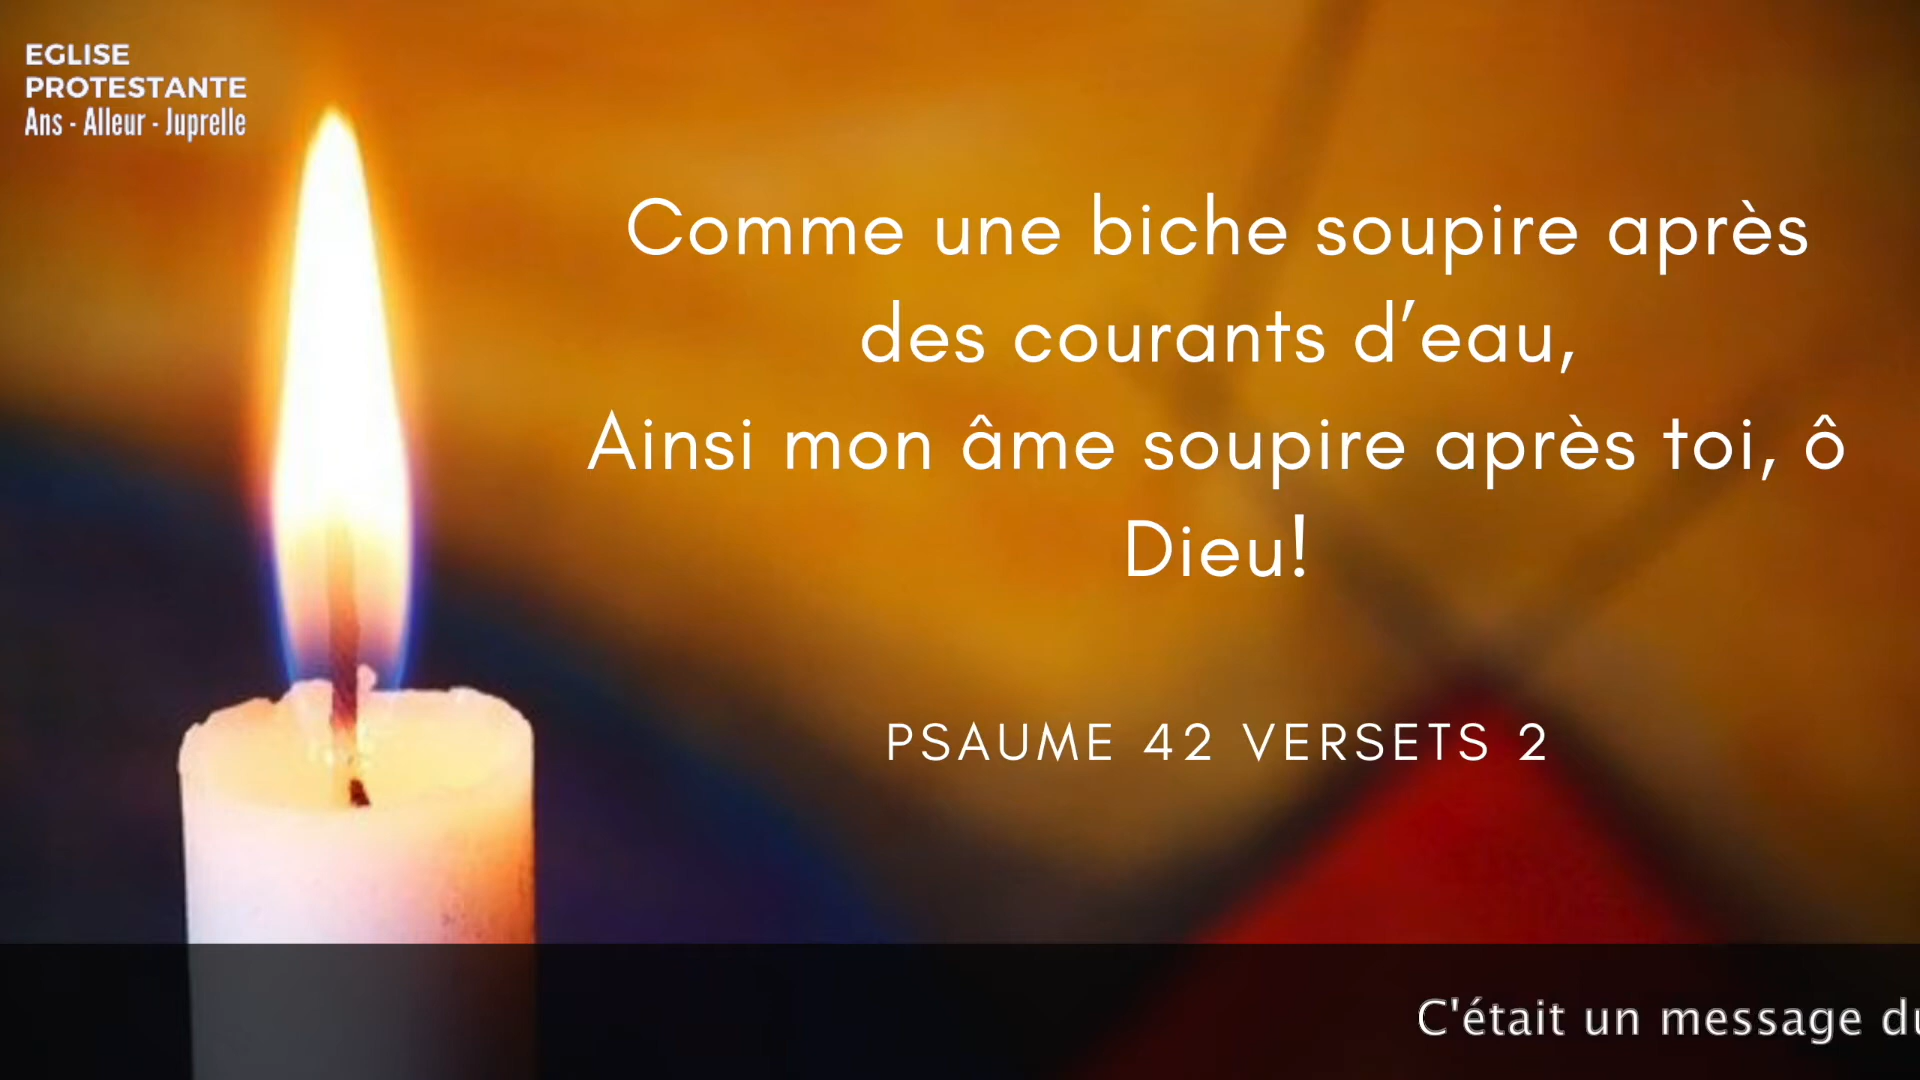 EGLISE
PROTESTANTE
Ans - Alleur - Juprelle
Comme une biche soupire après
des courants d’eau,
Ainsi mon âme soupire après toi, ô
Dieu!
PSAUME 42 VERSETS 2
C'était un message du